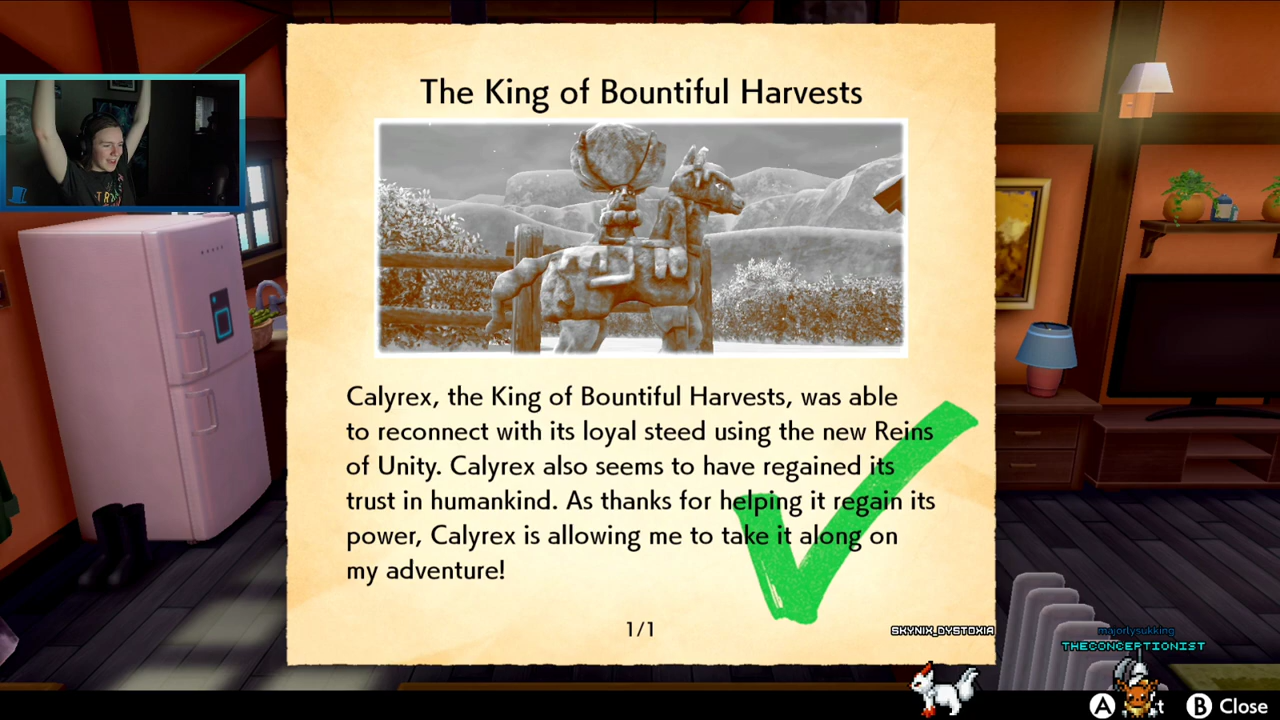 The King of Bountiful Harvests
Calyrex, the King of Bountiful Harvests, was able
to reconnect with its loyal steed using the new Reins
of Unity. Calyrex also seems to have regained its
trust in humankind. As thanks for helping it regain its
power, Calyrex is allowing me to take it along on
my adventure!
1/1
SKYNIX_DYSTOXIA
majorlysukking
THECONCEPTIONIST
A
B Close